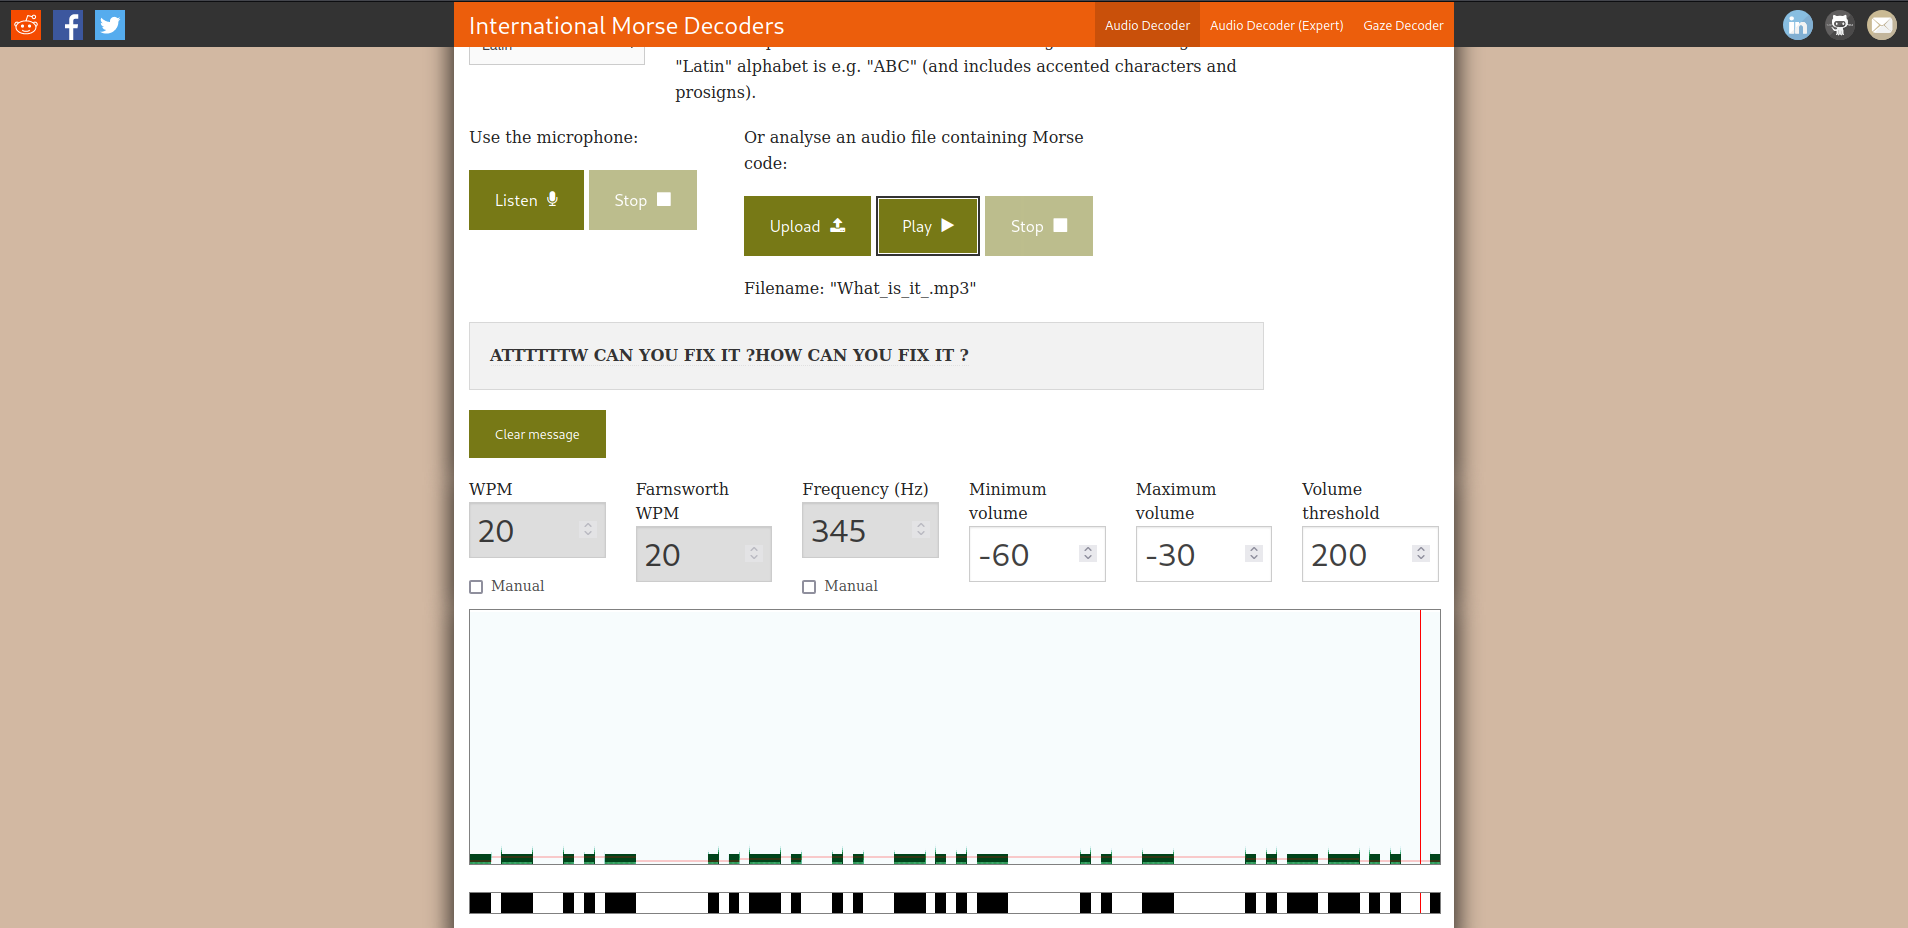 International Morse Decoders
Audio Decoder
Audio Decoder (Expert)
Gaze Decoder
Latin
"Latin" alphabet is e.g. "ABC" (and includes accented characters and
prosigns).
Use the microphone:
Or analyse an audio file containing Morse
code:
Listen
Stop
Upload
Play
Stop
Filename: "What_is_it_.mp3"
ATTTTTTW CAN YOU FIX IT ?HOW CAN YOU FIX IT ?
Clear message
WPM
20
Manual
Farnsworth
WPM
20
Frequency (Hz)
345
Manual
Minimum
volume
-60
Maximum
volume
-30
Volume
threshold
200